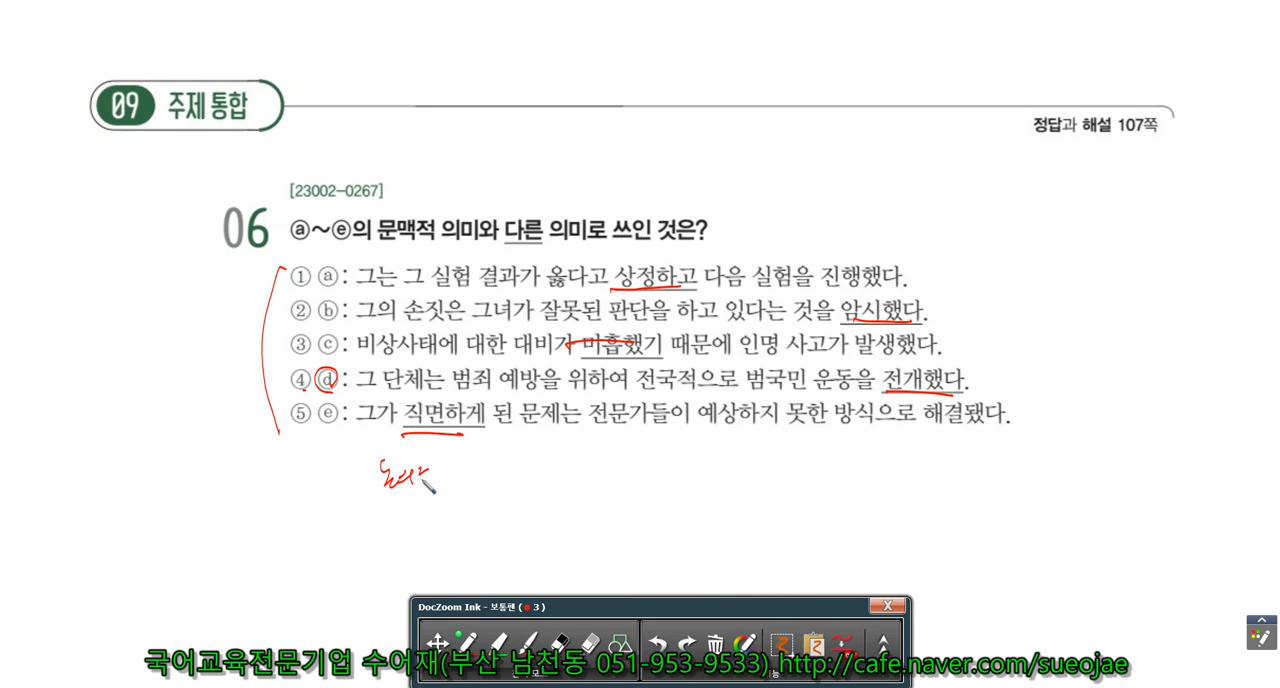 09 주제 통합
정답과 해설 107쪽
[23002-0267]
06 ⓐ~ⓔ의 문맥적 의미와 다른 의미로 쓰인 것은?
① ⓐ: 그는 그 실험 결과가 옳다고 상정하고 다음 실험을 진행했다.
② ⓑ: 그의 손짓은 그녀가 잘못된 판단을 하고 있다는 것을 암시했다.
③ ⓒ: 비상사태에 대한 대비가 미흡했기 때문에 인명 사고가 발생했다.
④ ⓓ: 그 단체는 범죄 예방을 위하여 전국적으로 범국민 운동을 전개했다.
⑤ ⓔ: 그가 직면하게 된 문제는 전문가들이 예상하지 못한 방식으로 해결됐다.
DocZoom Ink - 보통펜 ( 3 )
국어교육전문기업 수어재(부산 남천동 051-953-9533) http://cafe.naver.com/sueojae